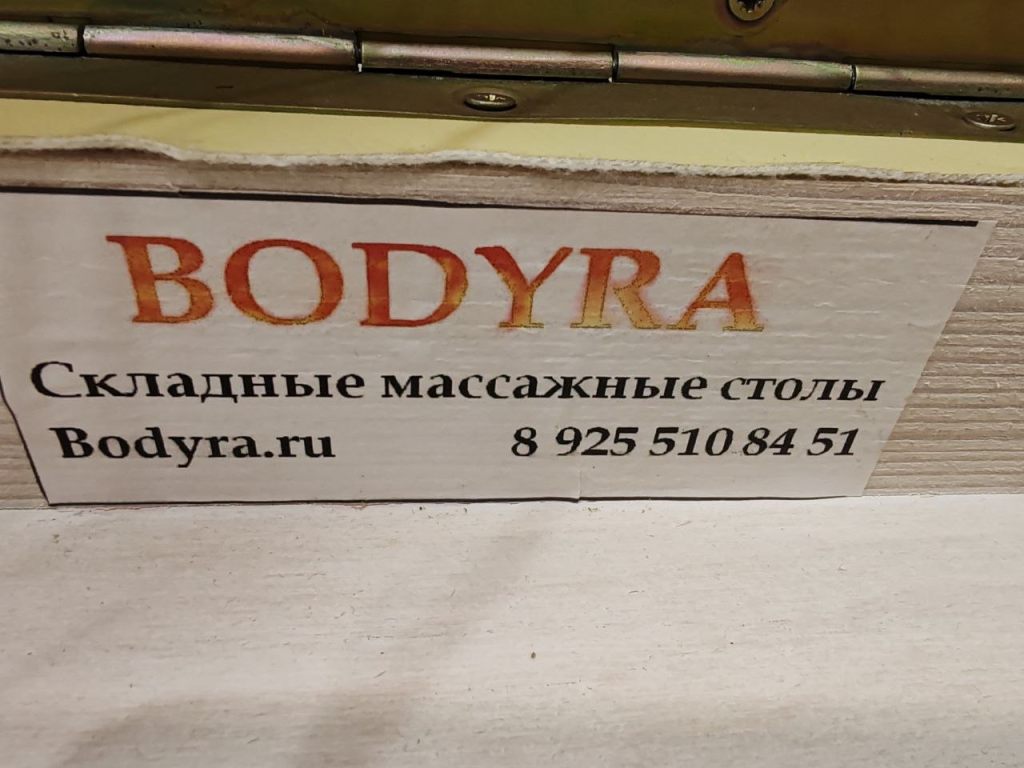 BODYRA
Складные массажные столы
Bodyra.ru 8 925 510 84 51